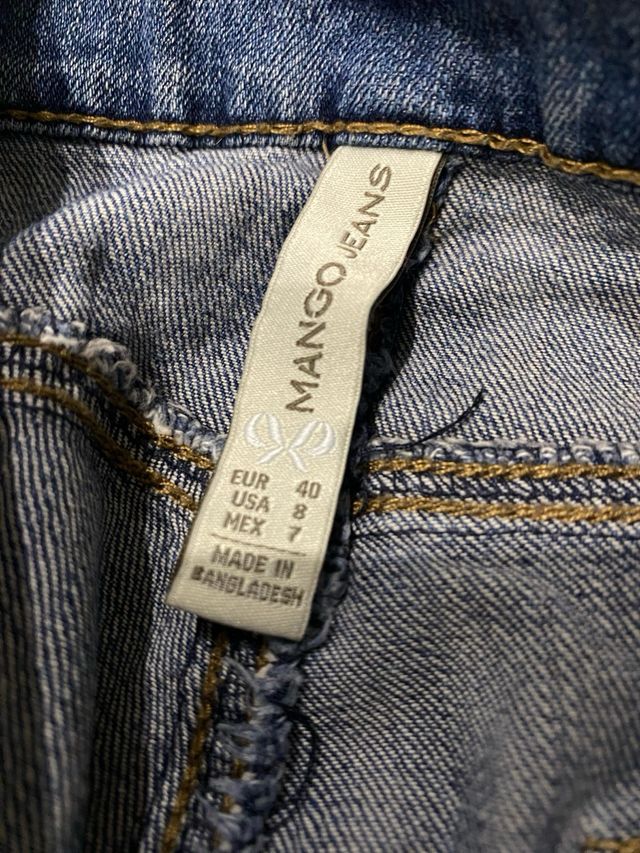 MANGO JEANS
EUR 40
USA 8
MEX 7
MADE IN
BANGLADESH